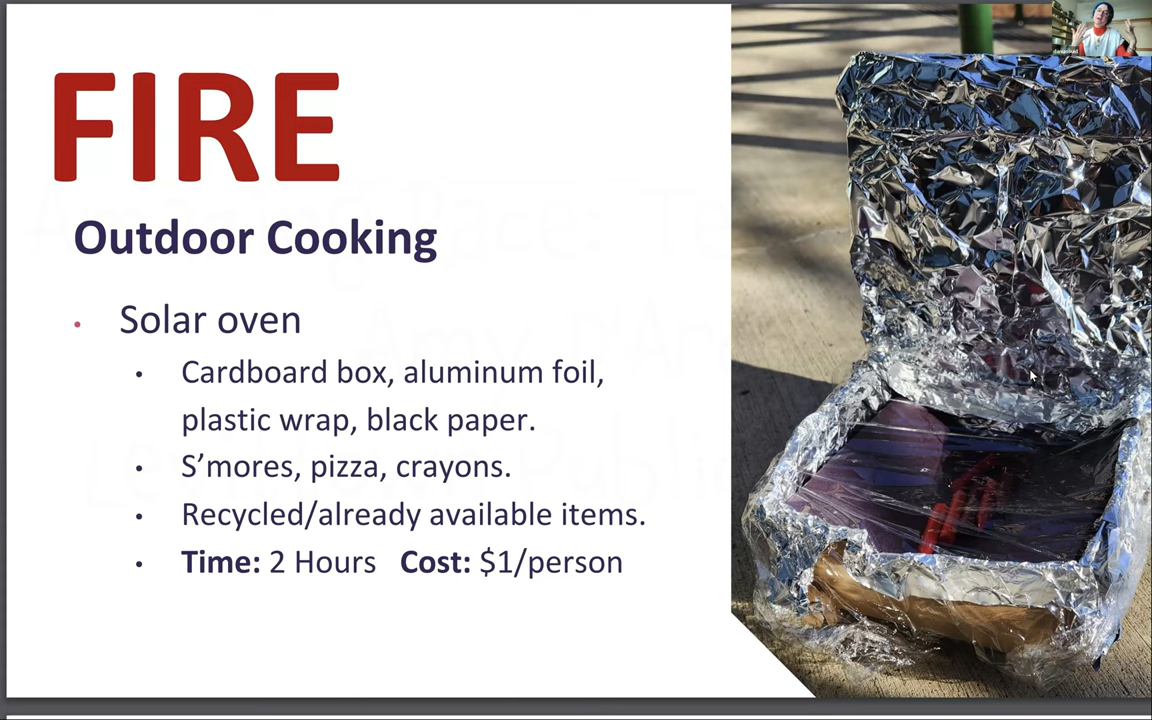 FIRE
Outdoor Cooking
• Solar oven
• Cardboard box, aluminum foil,
plastic wrap, black paper.
• S’mores, pizza, crayons.
• Recycled/already available items.
• Time: 2 Hours Cost: $1/person